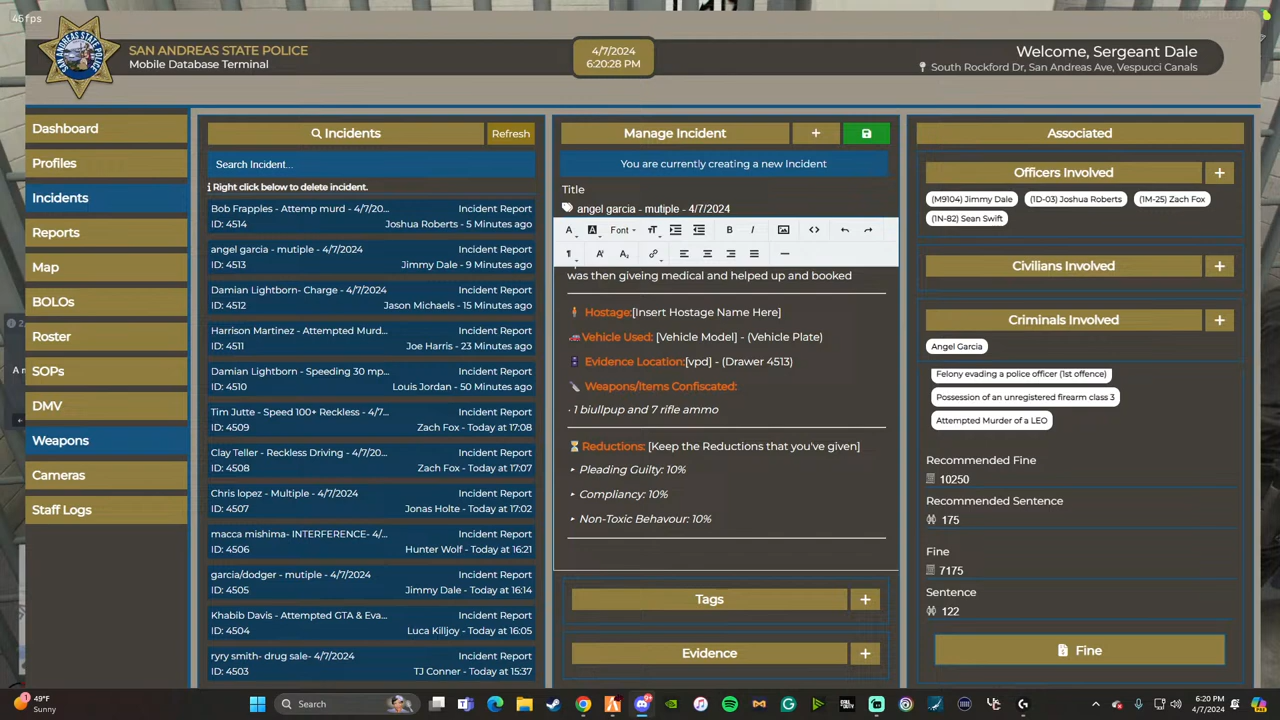 45fps
SAN ANDREAS STATE POLICE
Mobile Database Terminal
4/7/2024
6:20:28 PM
Welcome, Sergeant Dale
South Rockford Dr, San Andreas Ave, Vespucci Canals
Dashboard
Profiles
Incidents
Reports
Map
BOLOs
Roster
SOPs
DMV
Weapons
Cameras
Staff Logs
Incidents
Refresh
Search Incident...
Right click below to delete incident.
Bob Frapples - Attemp murd - 4/7/20... Incident Report
ID: 4514 Joshua Roberts - 5 Minutes ago
angel garcia - mutiple - 4/7/2024 Incident Report
ID: 4513 Jimmy Dale - 9 Minutes ago
Damian Lightborn- Charge - 4/7/2024 Incident Report
ID: 4512 Jason Michaels - 15 Minutes ago
Harrison Martinez - Attempted Murd... Incident Report
ID: 4511 Joe Harris - 23 Minutes ago
Damian Lightborn - Speeding 30 mp... Incident Report
ID: 4510 Louis Jordan - 50 Minutes ago
Tim Jutte - Speed 100+ Reckless - 4/7... Incident Report
ID: 4509 Zach Fox - Today at 17:08
Clay Teller - Reckless Driving - 4/7/20... Incident Report
ID: 4508 Zach Fox - Today at 17:07
Chris lopez - Multiple - 4/7/2024 Incident Report
ID: 4507 Jonas Holte - Today at 17:02
macca mishima- INTERFERENCE- 4/... Incident Report
ID: 4506 Hunter Wolf - Today at 16:21
garcia/dodger - mutiple - 4/7/2024 Incident Report
ID: 4505 Jimmy Dale - Today at 16:14
Khabib Davis - Attempted GTA & Eva... Incident Report
ID: 4504 Luca Killjoy - Today at 16:05
ryry smith- drug sale- 4/7/2024 Incident Report
ID: 4503 TJ Conner - Today at 15:37
Manage Incident +
You are currently creating a new Incident
Title
angel garcia - mutiple - 4/7/2024
Font
was then giveing medical and helped up and booked
Hostage:[Insert Hostage Name Here]
Vehicle Used: [Vehicle Model] - (Vehicle Plate)
Evidence Location:[vpd] - (Drawer 4513)
Weapons/Items Confiscated:
· 1 biullpup and 7 rifle ammo
Reductions: [Keep the Reductions that you've given]
‣ Pleading Guilty: 10%
‣ Compliancy: 10%
‣ Non-Toxic Behaviour: 10%
Tags +
Evidence +
Associated
Officers Involved +
(M9104) Jimmy Dale (1D-03) Joshua Roberts (1M-25) Zach Fox
(1N-82) Sean Swift
Civilians Involved +
Criminals Involved +
Angel Garcia
Felony evading a police officer (1st offence)
Possession of an unregistered firearm class 3
Attempted Murder of a LEO
Recommended Fine
10250
Recommended Sentence
175
Fine
7175
Sentence
122
Fine
49°F
Sunny
Search
6:20 PM
4/7/2024